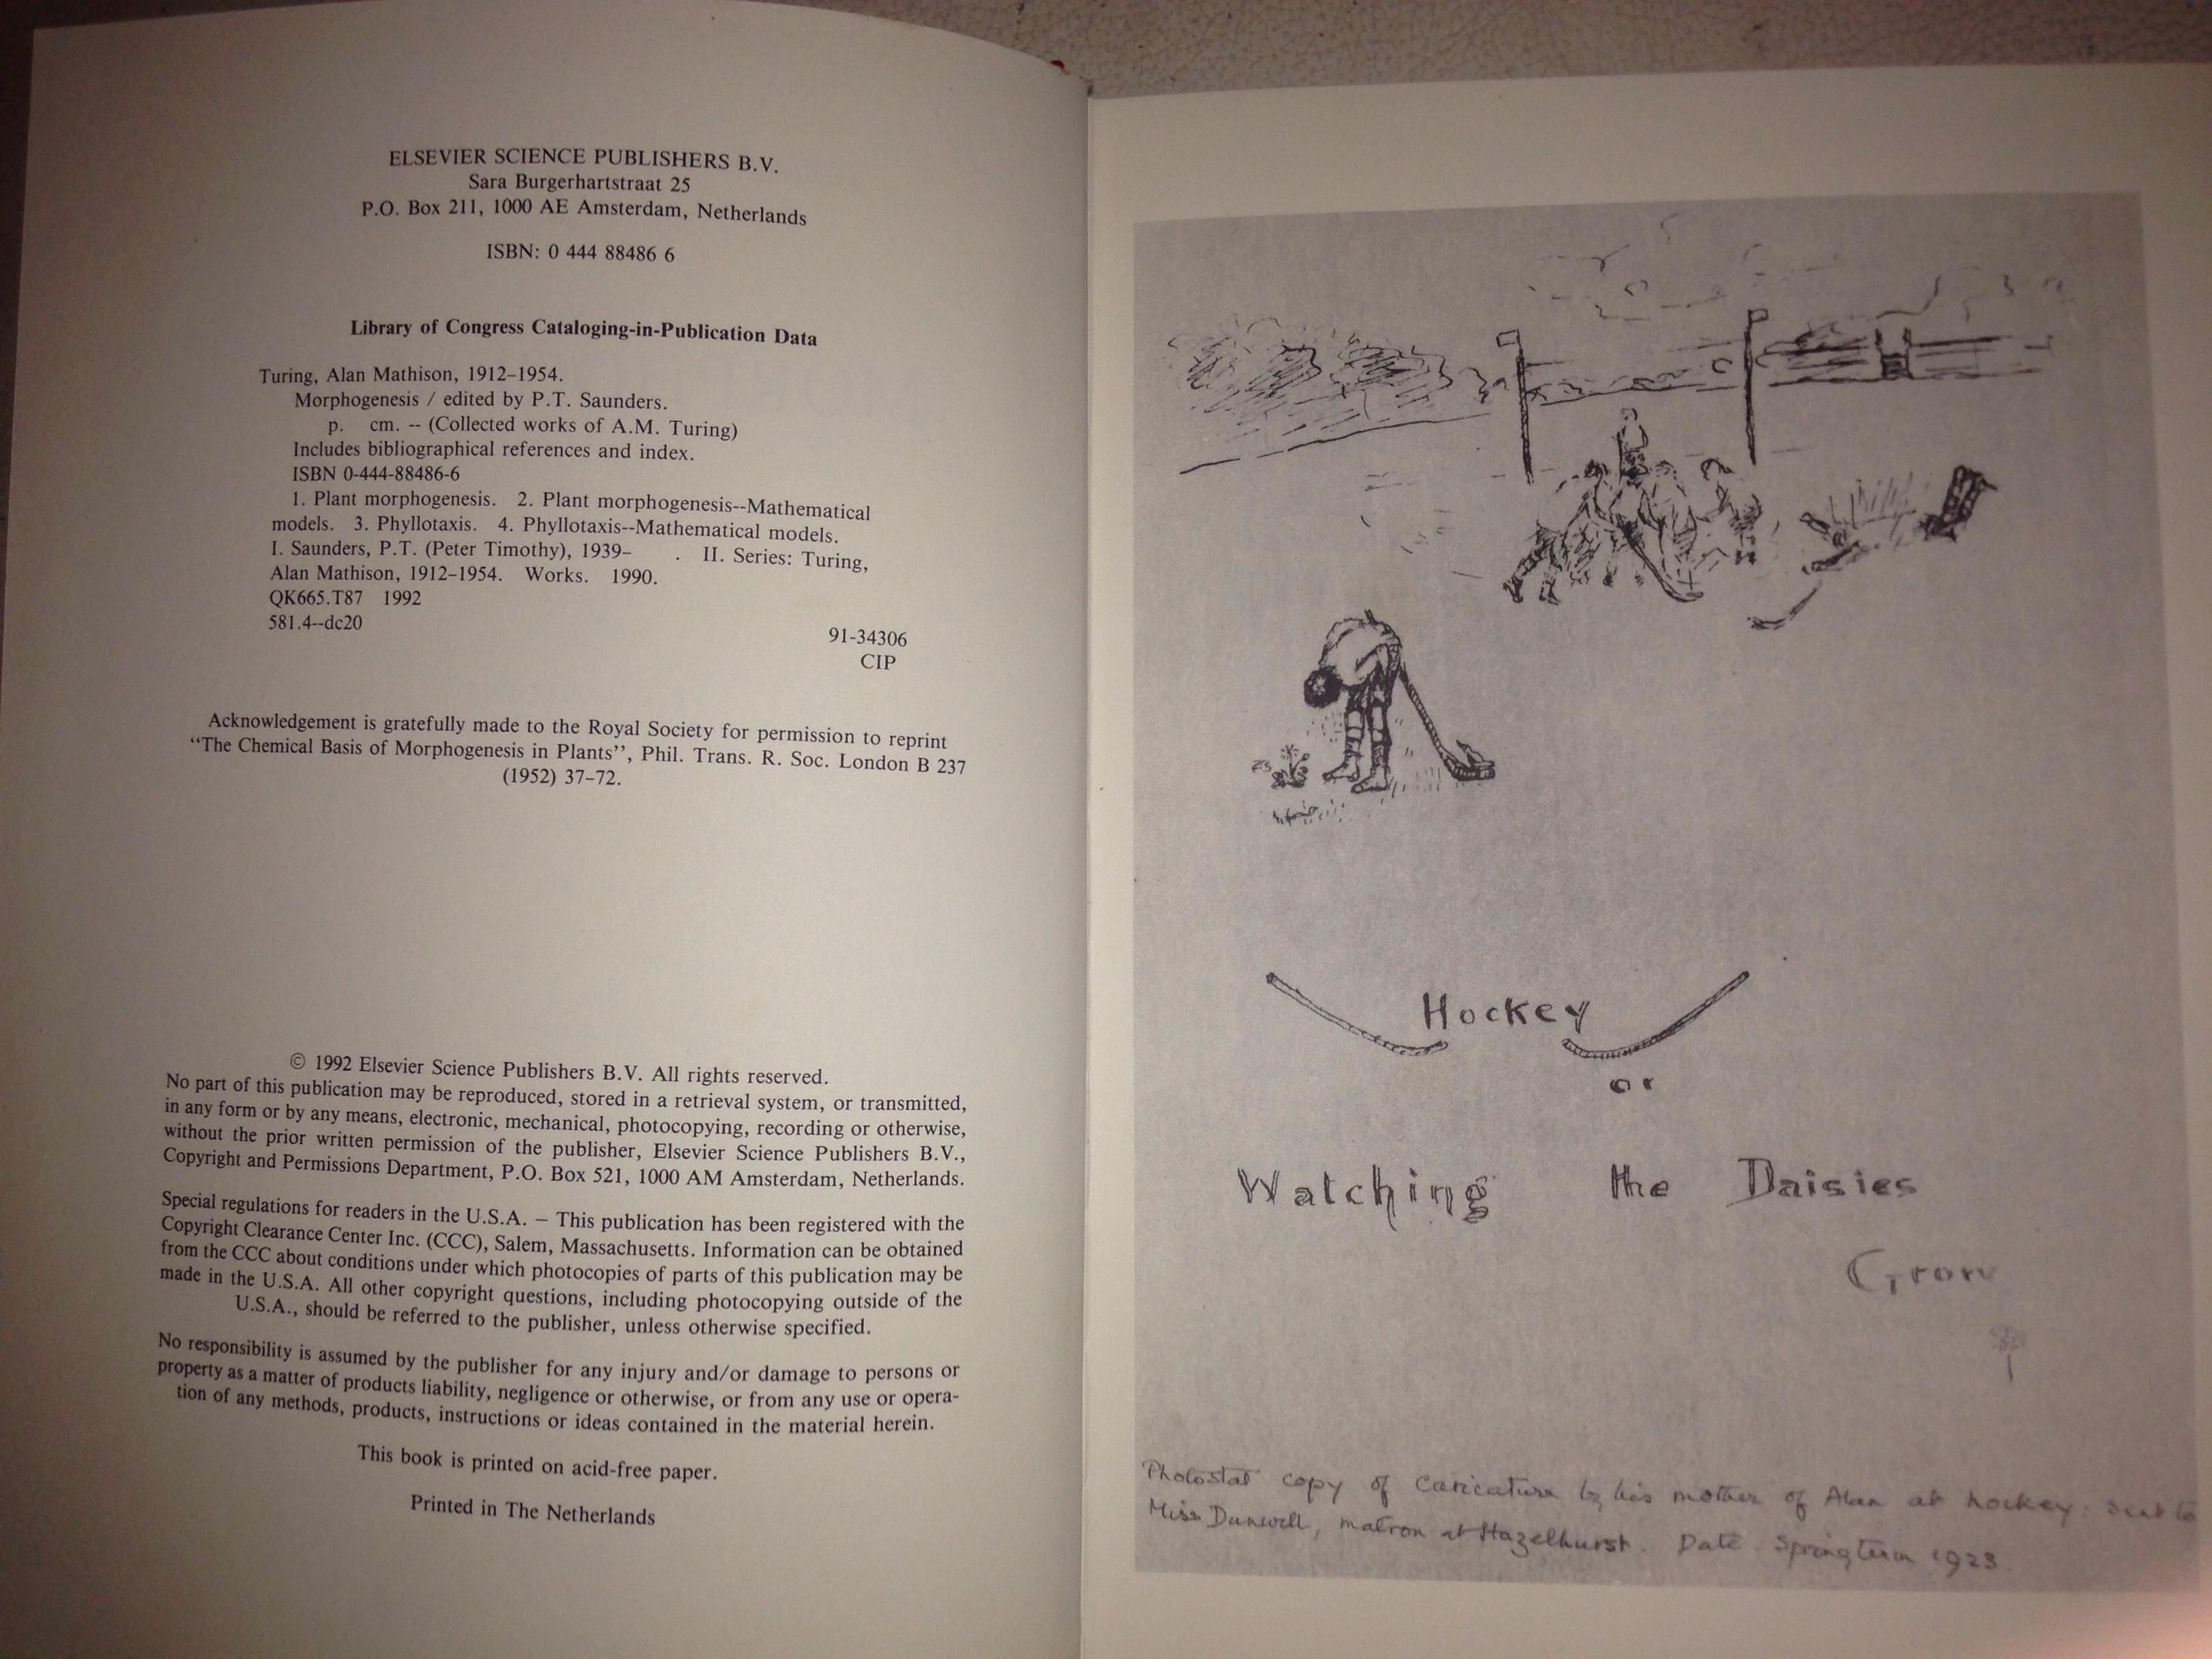 ELSEVIER SCIENCE PUBLISHERS B.V.
Sara Burgerhartstraat 25
P.O. Box 211, 1000 AE Amsterdam, Netherlands
ISBN: 0 444 88486 6
Library of Congress Cataloging-in-Publication Data
Turing, Alan Mathison, 1912–1954.
Morphogenesis / edited by P.T. Saunders.
p. cm. -- (Collected works of A.M. Turing)
Includes bibliographical references and index.
ISBN 0-444-88486-6
1. Plant morphogenesis. 2. Plant morphogenesis--Mathematical
models. 3. Phyllotaxis. 4. Phyllotaxis--Mathematical models.
I. Saunders, P.T. (Peter Timothy), 1939– . II. Series: Turing,
Alan Mathison, 1912–1954. Works. 1990.
QK665.T87 1992
581.4--dc20
91-34306
CIP
Acknowledgement is gratefully made to the Royal Society for permission to reprint
“The Chemical Basis of Morphogenesis in Plants”, Phil. Trans. R. Soc. London B 237
(1952) 37–72.
© 1992 Elsevier Science Publishers B.V. All rights reserved.
No part of this publication may be reproduced, stored in a retrieval system, or transmitted,
in any form or by any means, electronic, mechanical, photocopying, recording or otherwise,
without the prior written permission of the publisher, Elsevier Science Publishers B.V.,
Copyright and Permissions Department, P.O. Box 521, 1000 AM Amsterdam, Netherlands.
Special regulations for readers in the U.S.A. – This publication has been registered with the
Copyright Clearance Center Inc. (CCC), Salem, Massachusetts. Information can be obtained
from the CCC about conditions under which photocopies of parts of this publication may be
made in the U.S.A. All other copyright questions, including photocopying outside of the
U.S.A., should be referred to the publisher, unless otherwise specified.
No responsibility is assumed by the publisher for any injury and/or damage to persons or
property as a matter of products liability, negligence or otherwise, or from any use or opera-
tion of any methods, products, instructions or ideas contained in the material herein.
This book is printed on acid-free paper.
Printed in The Netherlands
Hockey
or
Watching the Daisies
Grow
Photostat copy of caricature by his mother of Alan at hockey: sent to
Miss Dunwell, matron at Hazelhurst. Date Spring term 1923